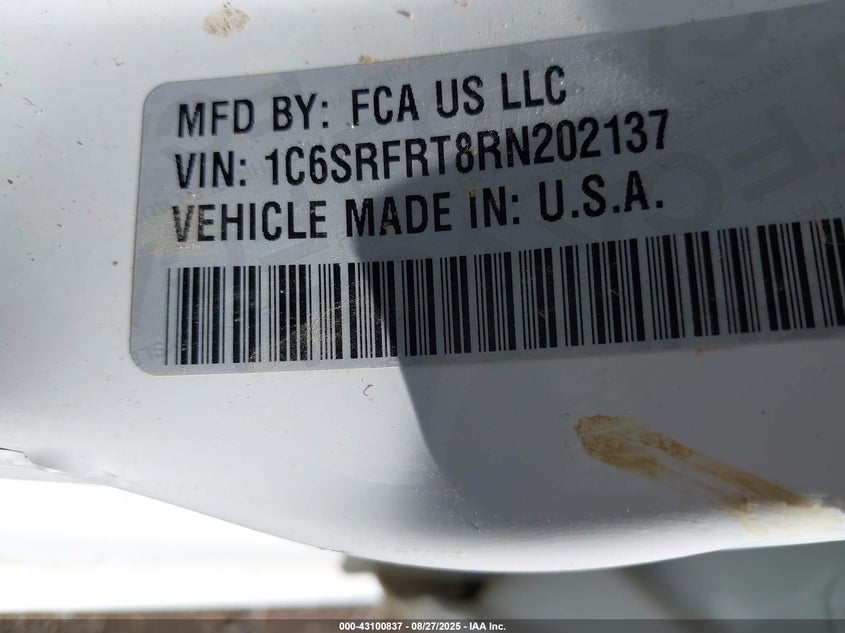 MFD BY: FCA US LLC
VIN: 1C6SRFRT8RN202137
VEHICLE MADE IN: U.S.A.
000-43100837 - 08/27/2025 - IAA Inc.